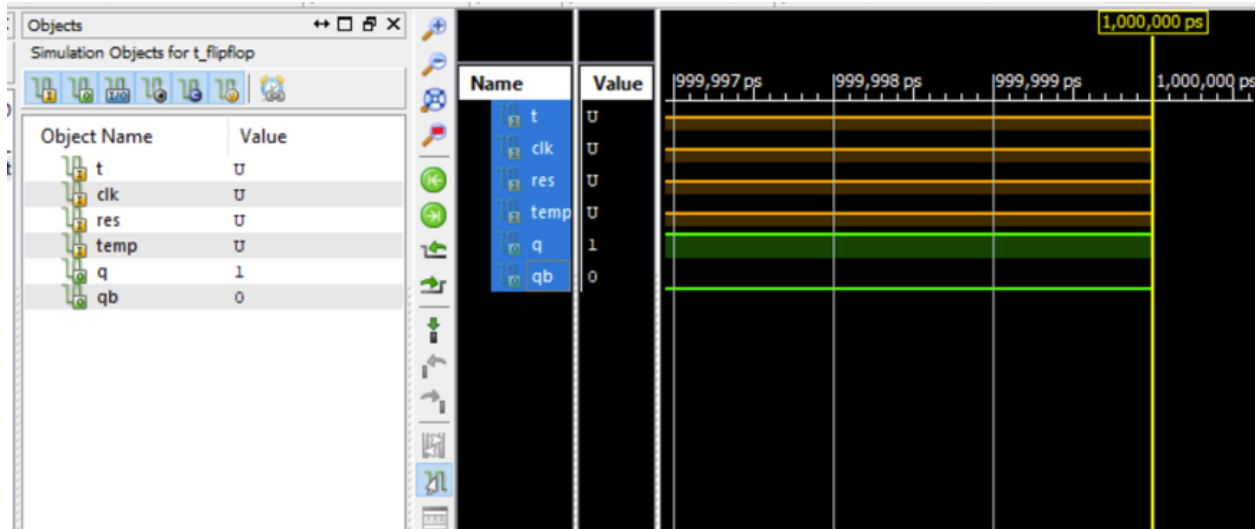 Objects
Simulation Objects for t_flipflop
Object Name Value
t U
clk U
res U
temp U
q 1
qb 0
1,000,000 ps
Name Value
999,997 ps 999,998 ps 999,999 ps 1,000,000 ps
t U
clk U
res U
temp U
q 1
qb 0